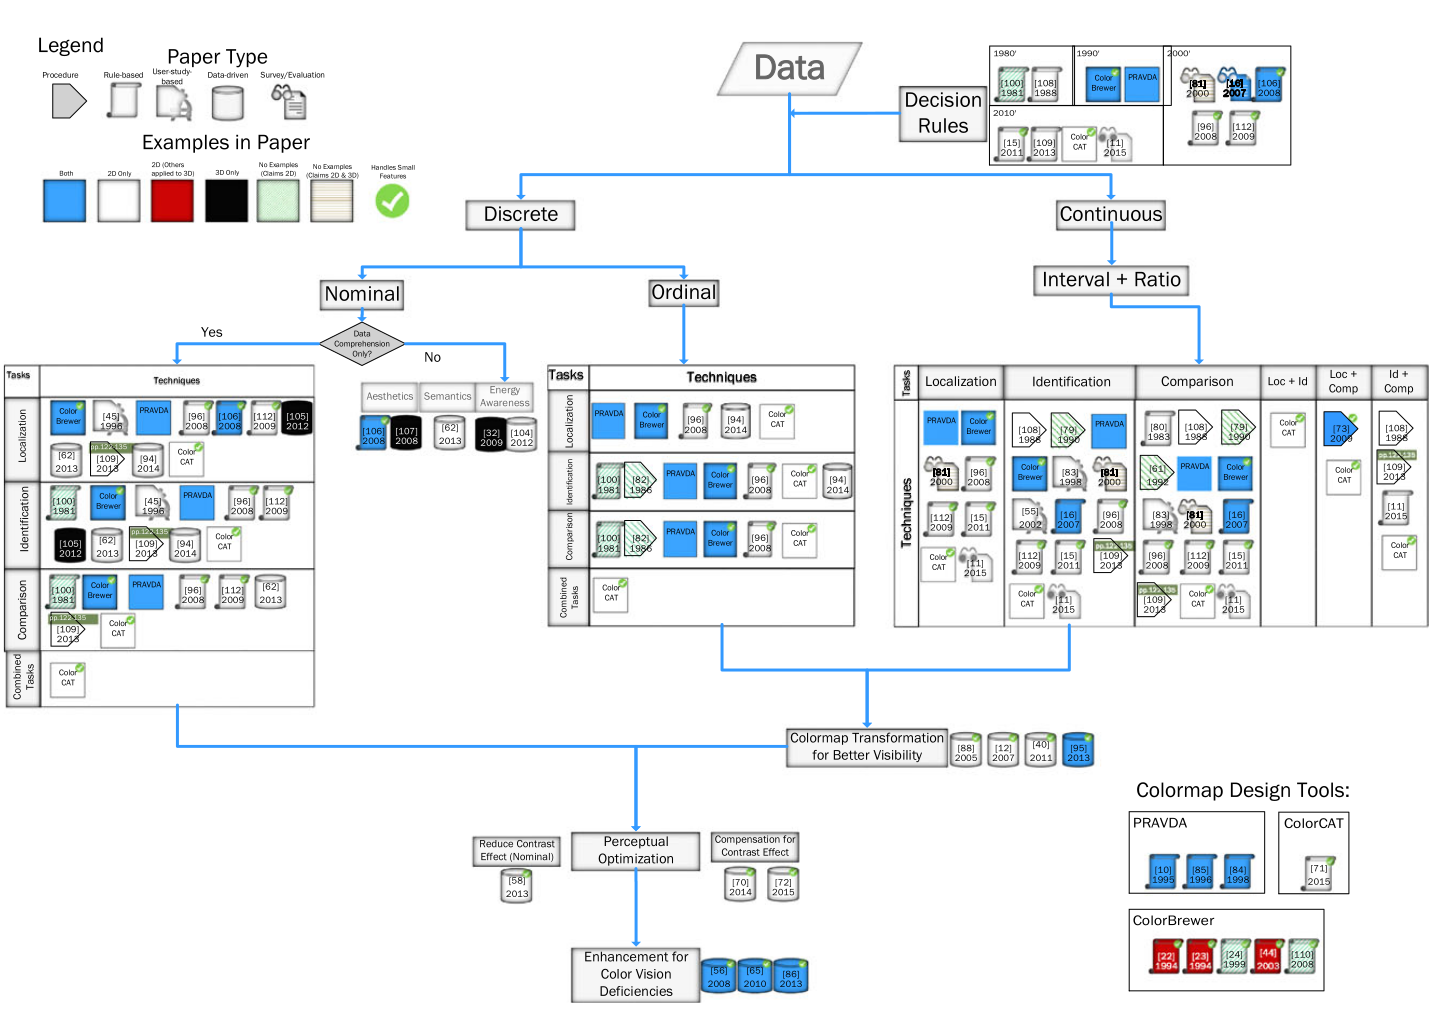 Legend
Paper Type
Procedure
Rule-based
User-study-
based
Data-driven
Survey/Evaluation
Examples in Paper
Both
2D Only
2D (Others
applied to 3D)
3D Only
No Examples
(Claims 2D)
No Examples
(Claims 2D & 3D)
Handles Small
Features
Data
Decision
Rules
1980'
[100]
1981
[108]
1988
1990'
Color
Brewer
PRAVDA
2000'
[81]
2000
[16]
2007
[106]
2008
[96]
2008
[112]
2009
2010'
[15]
2011
[109]
2013
Color
CAT
[11]
2015
Discrete
Continuous
Nominal
Ordinal
Interval + Ratio
Data
Comprehension
Only?
Yes
No
Tasks
Techniques
Localization
Color
Brewer
[45]
1996
PRAVDA
[96]
2008
[106]
2008
[112]
2009
[105]
2012
[62]
2013
pp.122-135
[109]
2013
[94]
2014
Color
CAT
Identification
[100]
1981
Color
Brewer
[45]
1996
PRAVDA
[96]
2008
[112]
2009
[105]
2012
[62]
2013
pp.122-135
[109]
2013
[94]
2014
Color
CAT
Comparison
[100]
1981
Color
Brewer
PRAVDA
[96]
2008
[112]
2009
[62]
2013
pp.122-135
[109]
2013
Color
CAT
Combined
Tasks
Color
CAT
Aesthetics
Semantics
Energy
Awareness
[106]
2008
[107]
2008
[62]
2013
[32]
2009
[104]
2012
Tasks
Techniques
Localization
PRAVDA
Color
Brewer
[96]
2008
[94]
2014
Color
CAT
Identification
[100]
1981
[82]
1986
PRAVDA
Color
Brewer
[96]
2008
Color
CAT
[94]
2014
Comparison
[100]
1981
[82]
1986
PRAVDA
Color
Brewer
[96]
2008
Color
CAT
Combined
Tasks
Color
CAT
Tasks
Localization
Identification
Comparison
Loc + Id
Loc +
Comp
Id +
Comp
Techniques
PRAVDA
Color
Brewer
[81]
2000
[96]
2008
[112]
2009
[15]
2011
Color
CAT
[11]
2015
[108]
1988
[79]
1990
PRAVDA
Color
Brewer
[83]
1998
[81]
2000
[55]
2002
[16]
2007
[96]
2008
[112]
2009
[15]
2011
pp.122-135
[109]
2013
Color
CAT
[11]
2015
[80]
1983
[108]
1988
[79]
1990
[61]
1992
PRAVDA
Color
Brewer
[83]
1998
[81]
2000
[16]
2007
[96]
2008
[112]
2009
[15]
2011
pp.122-135
[109]
2013
Color
CAT
[11]
2015
Color
CAT
[73]
2009
Color
CAT
[108]
1988
pp.122-135
[109]
2013
[11]
2015
Color
CAT
Colormap Transformation
for Better Visibility
[88]
2005
[12]
2007
[40]
2011
[95]
2013
Reduce Contrast
Effect (Nominal)
[58]
2013
Perceptual
Optimization
Compensation for
Contrast Effect
[70]
2014
[72]
2015
Enhancement for
Color Vision
Deficiencies
[56]
2008
[65]
2010
[86]
2013
Colormap Design Tools:
PRAVDA
[10]
1995
[85]
1996
[84]
1998
ColorCAT
[71]
2015
ColorBrewer
[22]
1994
[23]
1994
[24]
1999
[44]
2003
[110]
2008